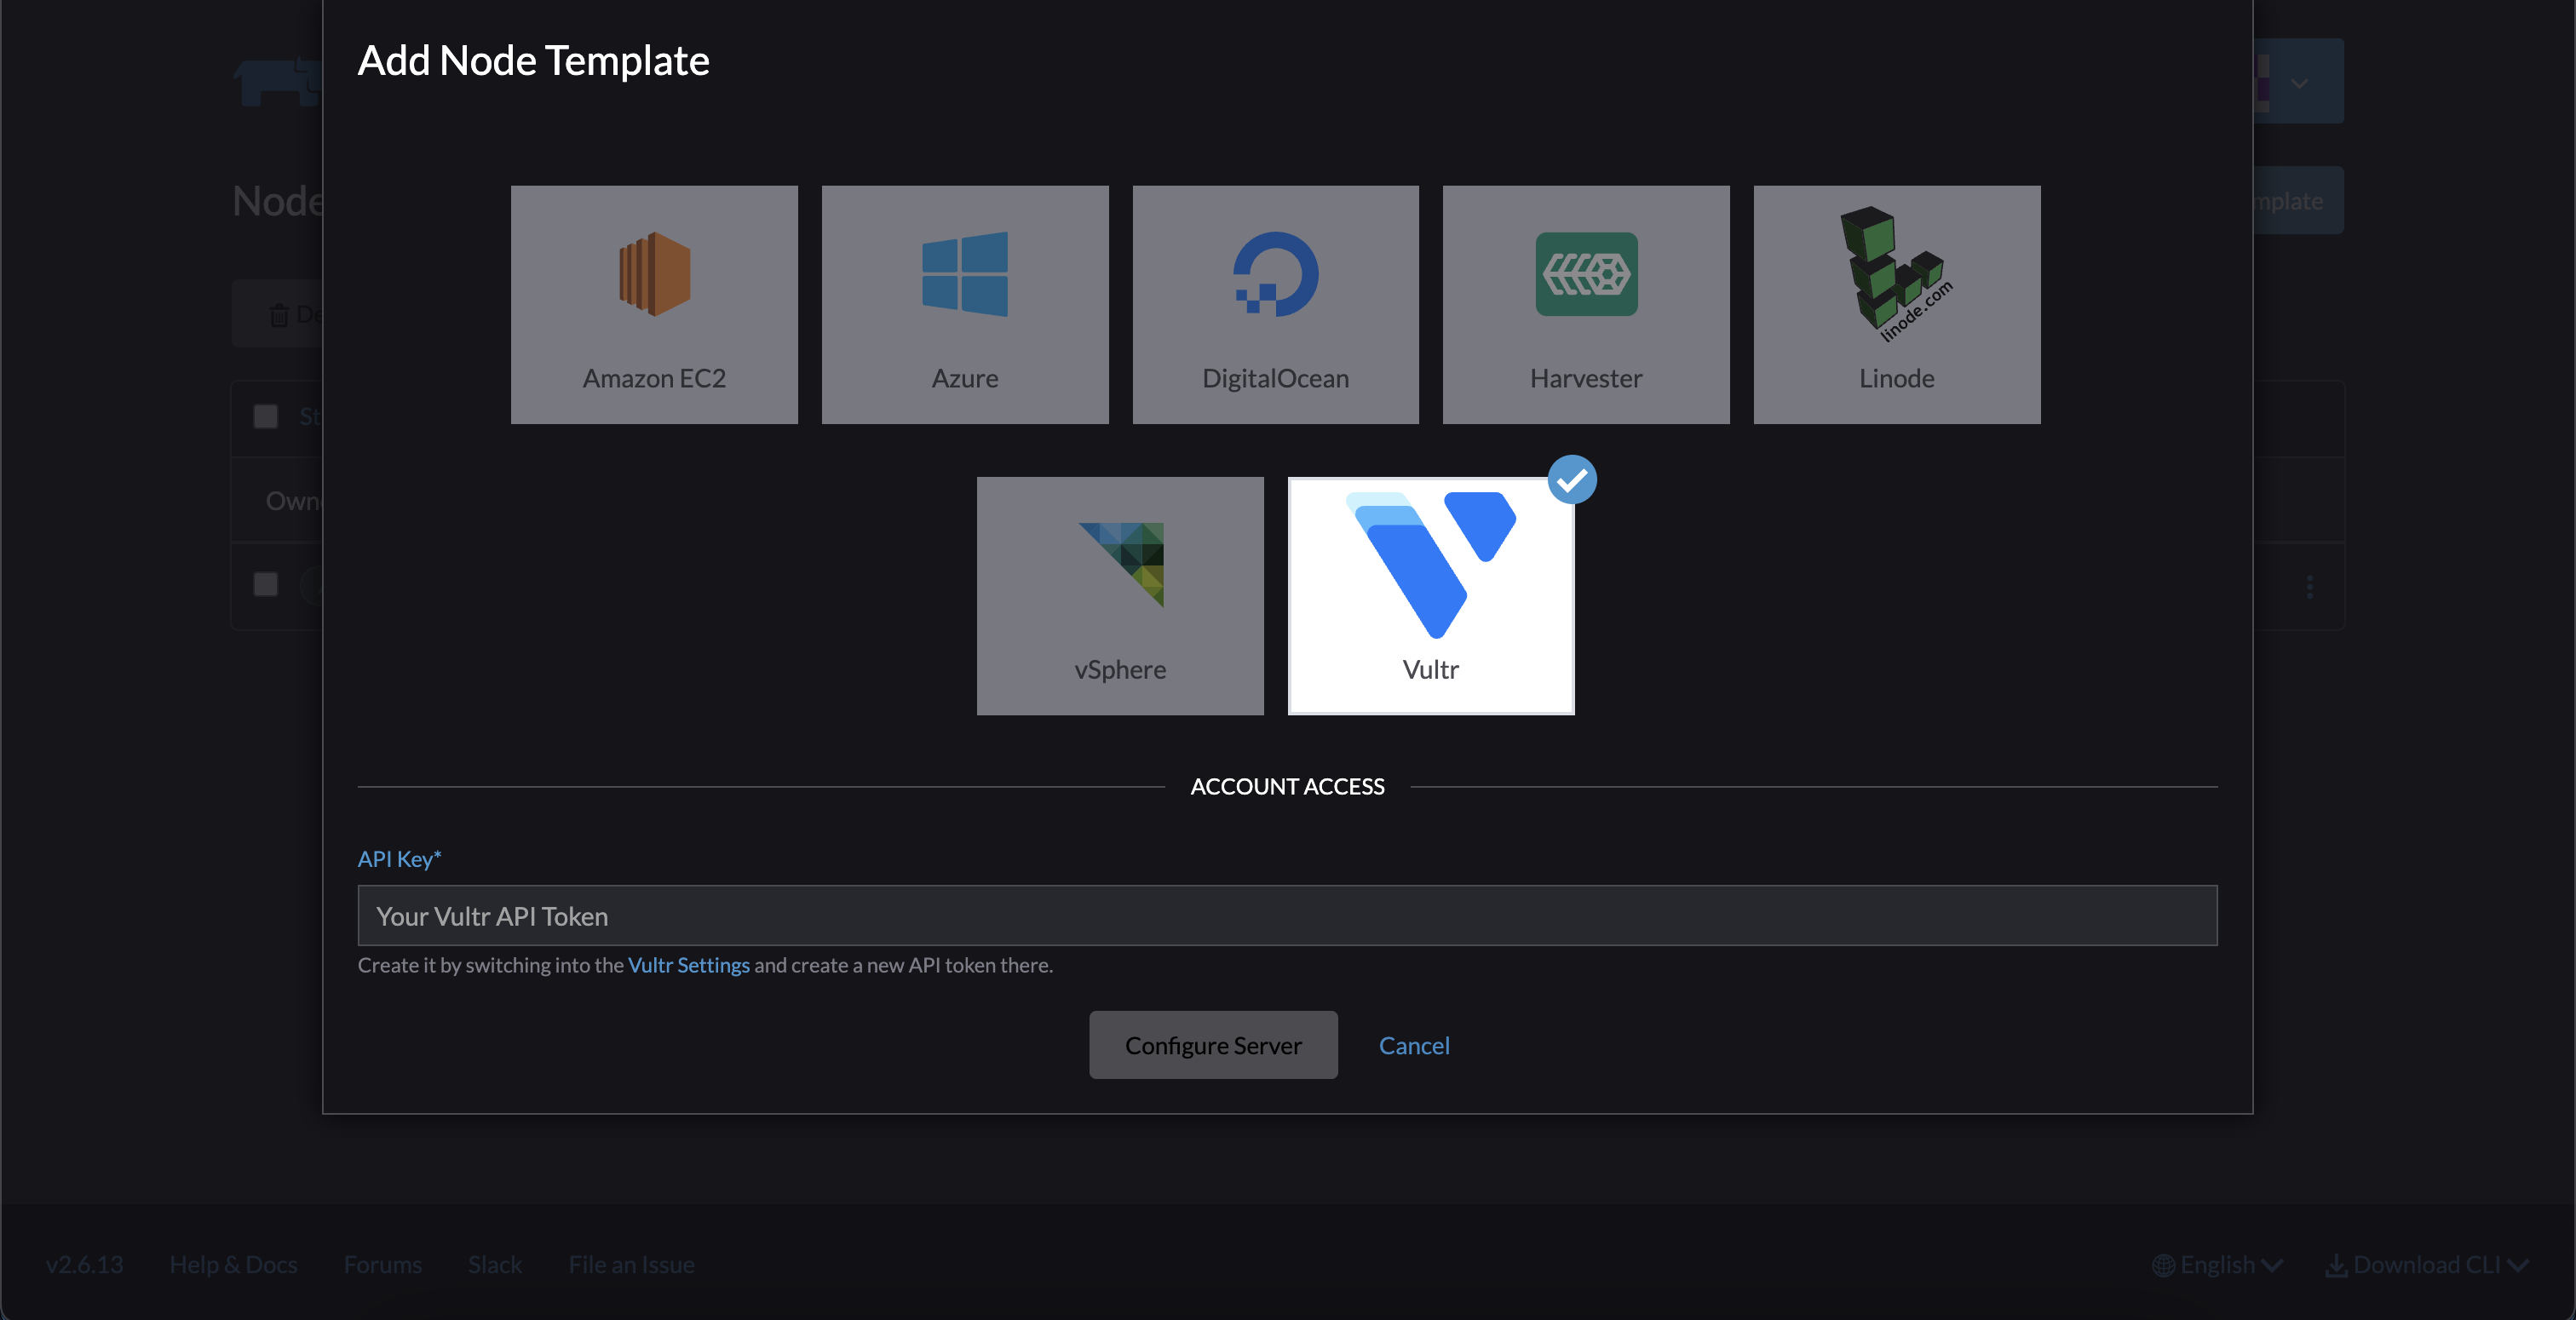 Add Node Template
Node
mplate
Amazon EC2
Azure
DigitalOcean
Harvester
linode.com
Linode
De
St
Own
vSphere
Vultr
ACCOUNT ACCESS
API Key*
Your Vultr API Token
Create it by switching into the Vultr Settings and create a new API token there.
Configure Server
Cancel
v2.6.13
Help & Docs
Forums
Slack
File an Issue
English
Download CLI